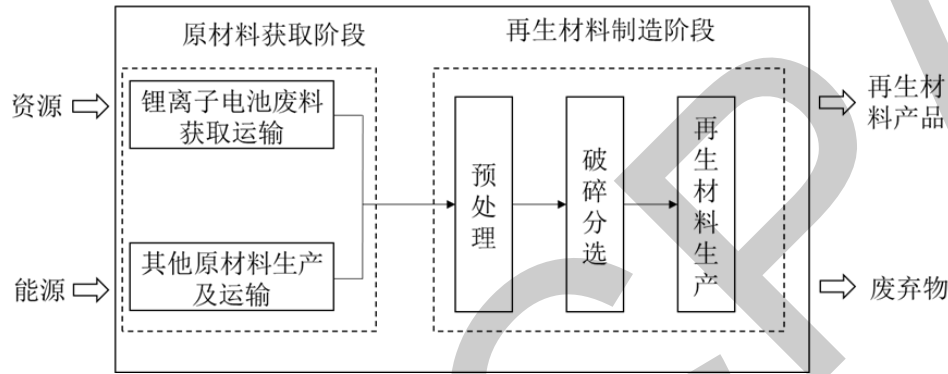 原材料获取阶段
再生材料制造阶段
资源
锂离子电池废料
获取运输
能源
其他原材料生产
及运输
预处理
破碎分选
再生材料生产
再生材
料产品
废弃物